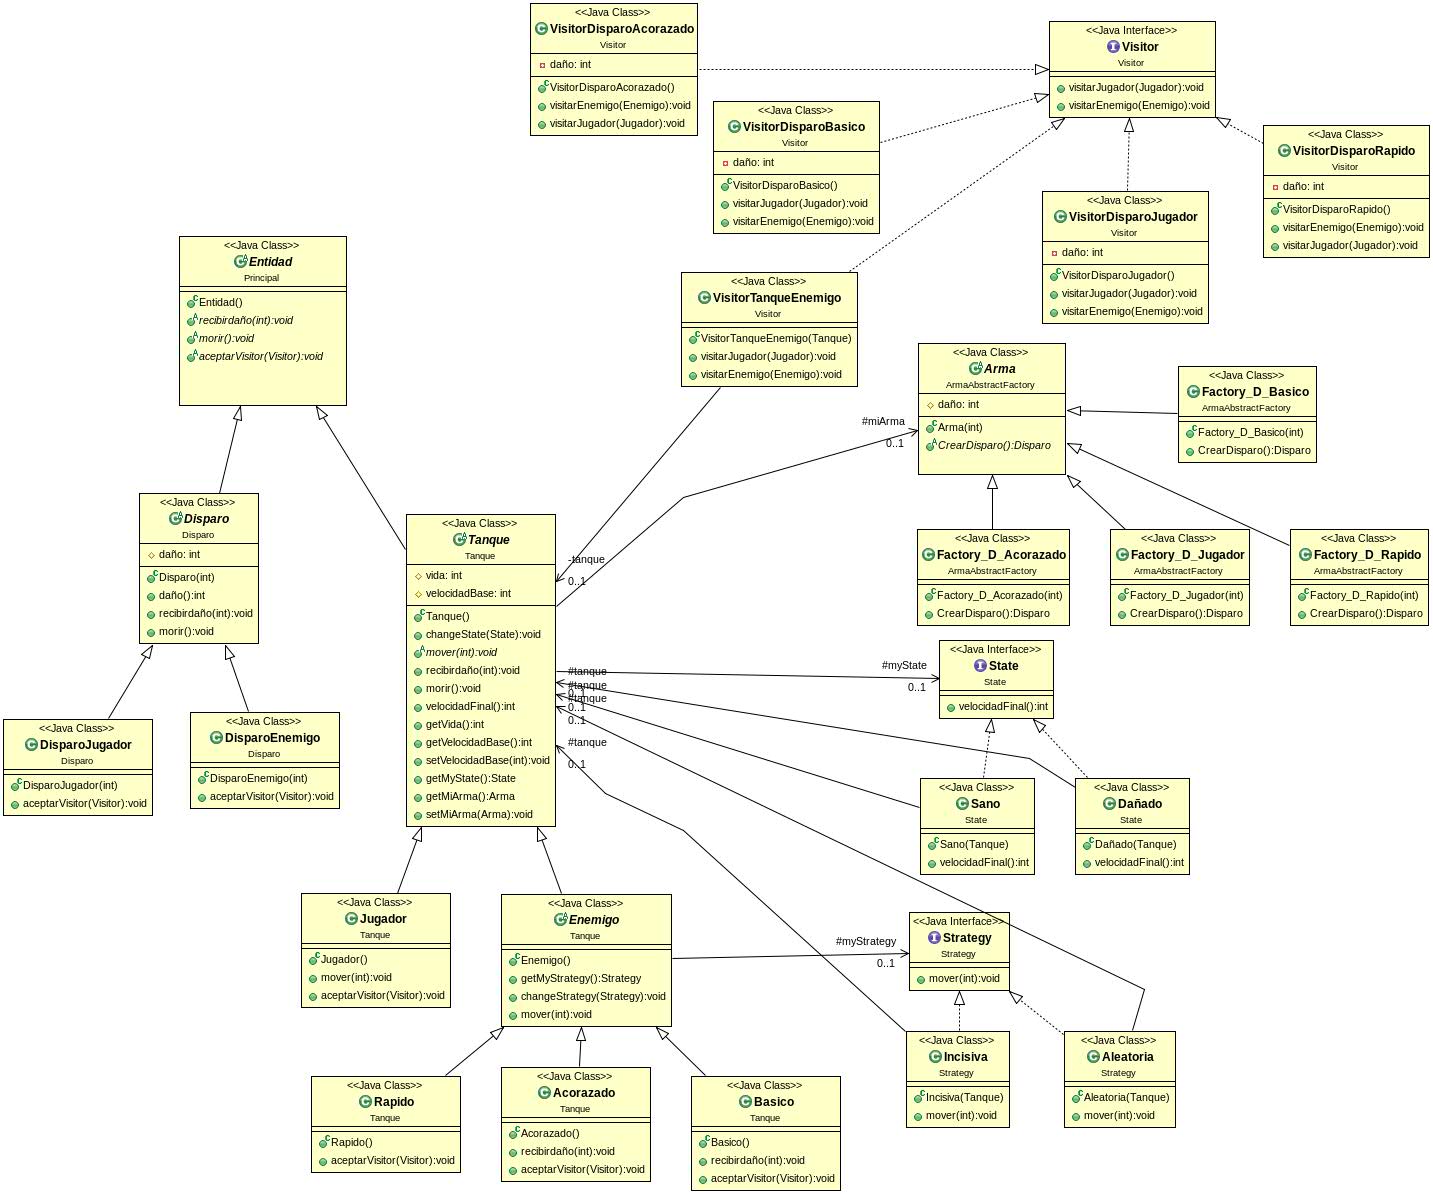 <<Java Class>>
VisitorDisparoAcorazado
Visitor
daño: int
VisitorDisparoAcorazado()
visitarEnemigo(Enemigo):void
visitarJugador(Jugador):void
<<Java Interface>>
Visitor
Visitor
visitarJugador(Jugador):void
visitarEnemigo(Enemigo):void
<<Java Class>>
VisitorDisparoBasico
Visitor
daño: int
VisitorDisparoBasico()
visitarJugador(Jugador):void
visitarEnemigo(Enemigo):void
<<Java Class>>
VisitorDisparoRapido
Visitor
daño: int
VisitorDisparoRapido()
visitarEnemigo(Enemigo):void
visitarJugador(Jugador):void
<<Java Class>>
VisitorDisparoJugador
Visitor
daño: int
VisitorDisparoJugador()
visitarJugador(Jugador):void
visitarEnemigo(Enemigo):void
<<Java Class>>
Entidad
Principal
Entidad()
recibirdaño(int):void
morir():void
aceptarVisitor(Visitor):void
<<Java Class>>
VisitorTanqueEnemigo
Visitor
VisitorTanqueEnemigo(Tanque)
visitarJugador(Jugador):void
visitarEnemigo(Enemigo):void
<<Java Class>>
Arma
ArmaAbstractFactory
daño: int
Arma(int)
CrearDisparo():Disparo
<<Java Class>>
Factory_D_Basico
ArmaAbstractFactory
Factory_D_Basico(int)
CrearDisparo():Disparo
#miArma
0..1
<<Java Class>>
Disparo
Disparo
daño: int
Disparo(int)
daño():int
recibirdaño(int):void
morir():void
<<Java Class>>
Tanque
Tanque
vida: int
velocidadBase: int
Tanque()
changeState(State):void
mover(int):void
recibirdaño(int):void
morir():void
velocidadFinal():int
getVida():int
getVelocidadBase():int
setVelocidadBase(int):void
getMyState():State
getMiArma():Arma
setMiArma(Arma):void
-tanque
0..1
#tanque
#tanque
0..1
#tanque
0..1
0..1
#tanque
0..1
<<Java Class>>
Factory_D_Acorazado
ArmaAbstractFactory
Factory_D_Acorazado(int)
CrearDisparo():Disparo
<<Java Class>>
Factory_D_Jugador
ArmaAbstractFactory
Factory_D_Jugador(int)
CrearDisparo():Disparo
<<Java Class>>
Factory_D_Rapido
ArmaAbstractFactory
Factory_D_Rapido(int)
CrearDisparo():Disparo
#myState
0..1
<<Java Interface>>
State
State
velocidadFinal():int
<<Java Class>>
DisparoJugador
Disparo
DisparoJugador(int)
aceptarVisitor(Visitor):void
<<Java Class>>
DisparoEnemigo
Disparo
DisparoEnemigo(int)
aceptarVisitor(Visitor):void
<<Java Class>>
Sano
State
Sano(Tanque)
velocidadFinal():int
<<Java Class>>
Dañado
State
Dañado(Tanque)
velocidadFinal():int
<<Java Class>>
Jugador
Tanque
Jugador()
mover(int):void
aceptarVisitor(Visitor):void
<<Java Class>>
Enemigo
Tanque
Enemigo()
getMyStrategy():Strategy
changeStrategy(Strategy):void
mover(int):void
#myStrategy
0..1
<<Java Interface>>
Strategy
Strategy
mover(int):void
<<Java Class>>
Rapido
Tanque
Rapido()
aceptarVisitor(Visitor):void
<<Java Class>>
Acorazado
Tanque
Acorazado()
recibirdaño(int):void
aceptarVisitor(Visitor):void
<<Java Class>>
Basico
Tanque
Basico()
recibirdaño(int):void
aceptarVisitor(Visitor):void
<<Java Class>>
Incisiva
Strategy
Incisiva(Tanque)
mover(int):void
<<Java Class>>
Aleatoria
Strategy
Aleatoria(Tanque)
mover(int):void